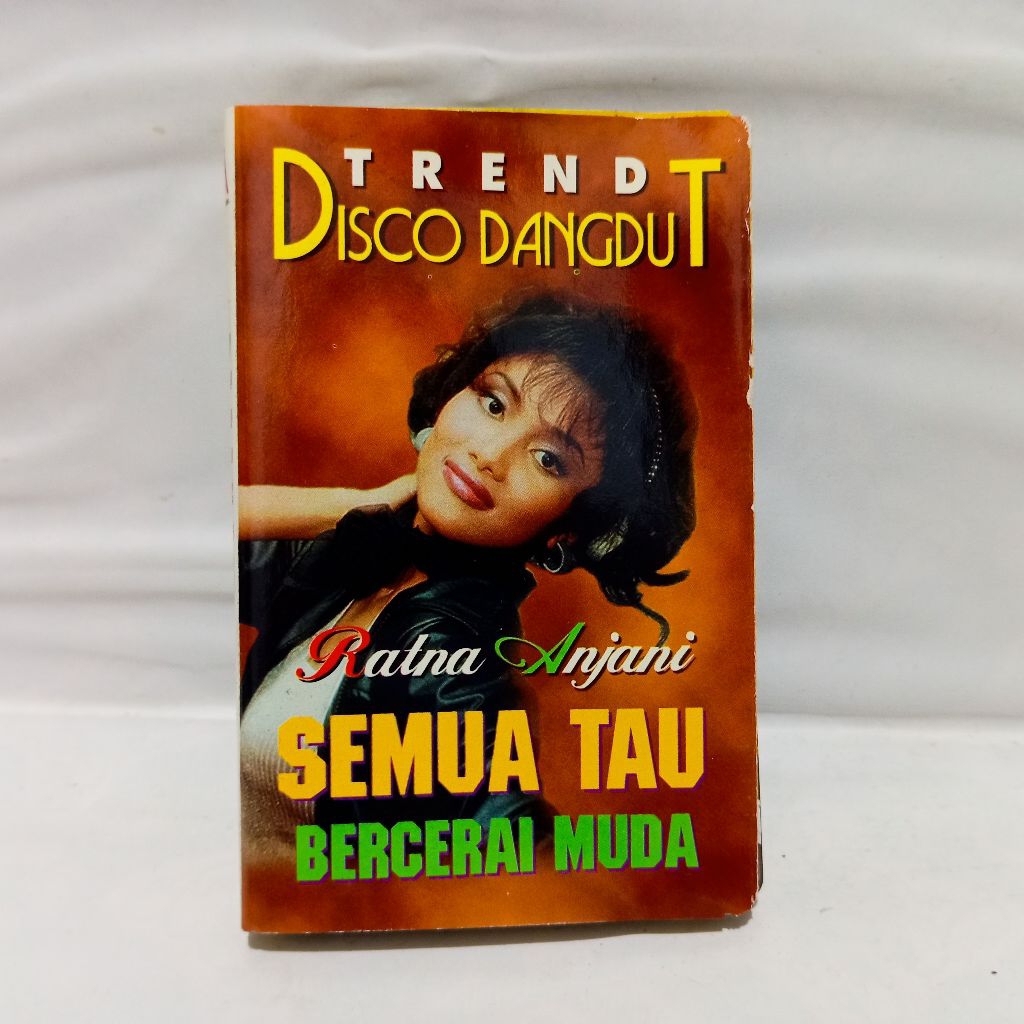 TREND
DISCO DANGDUT
Ratna Anjani
SEMUA TAU
BERCERAI MUDA